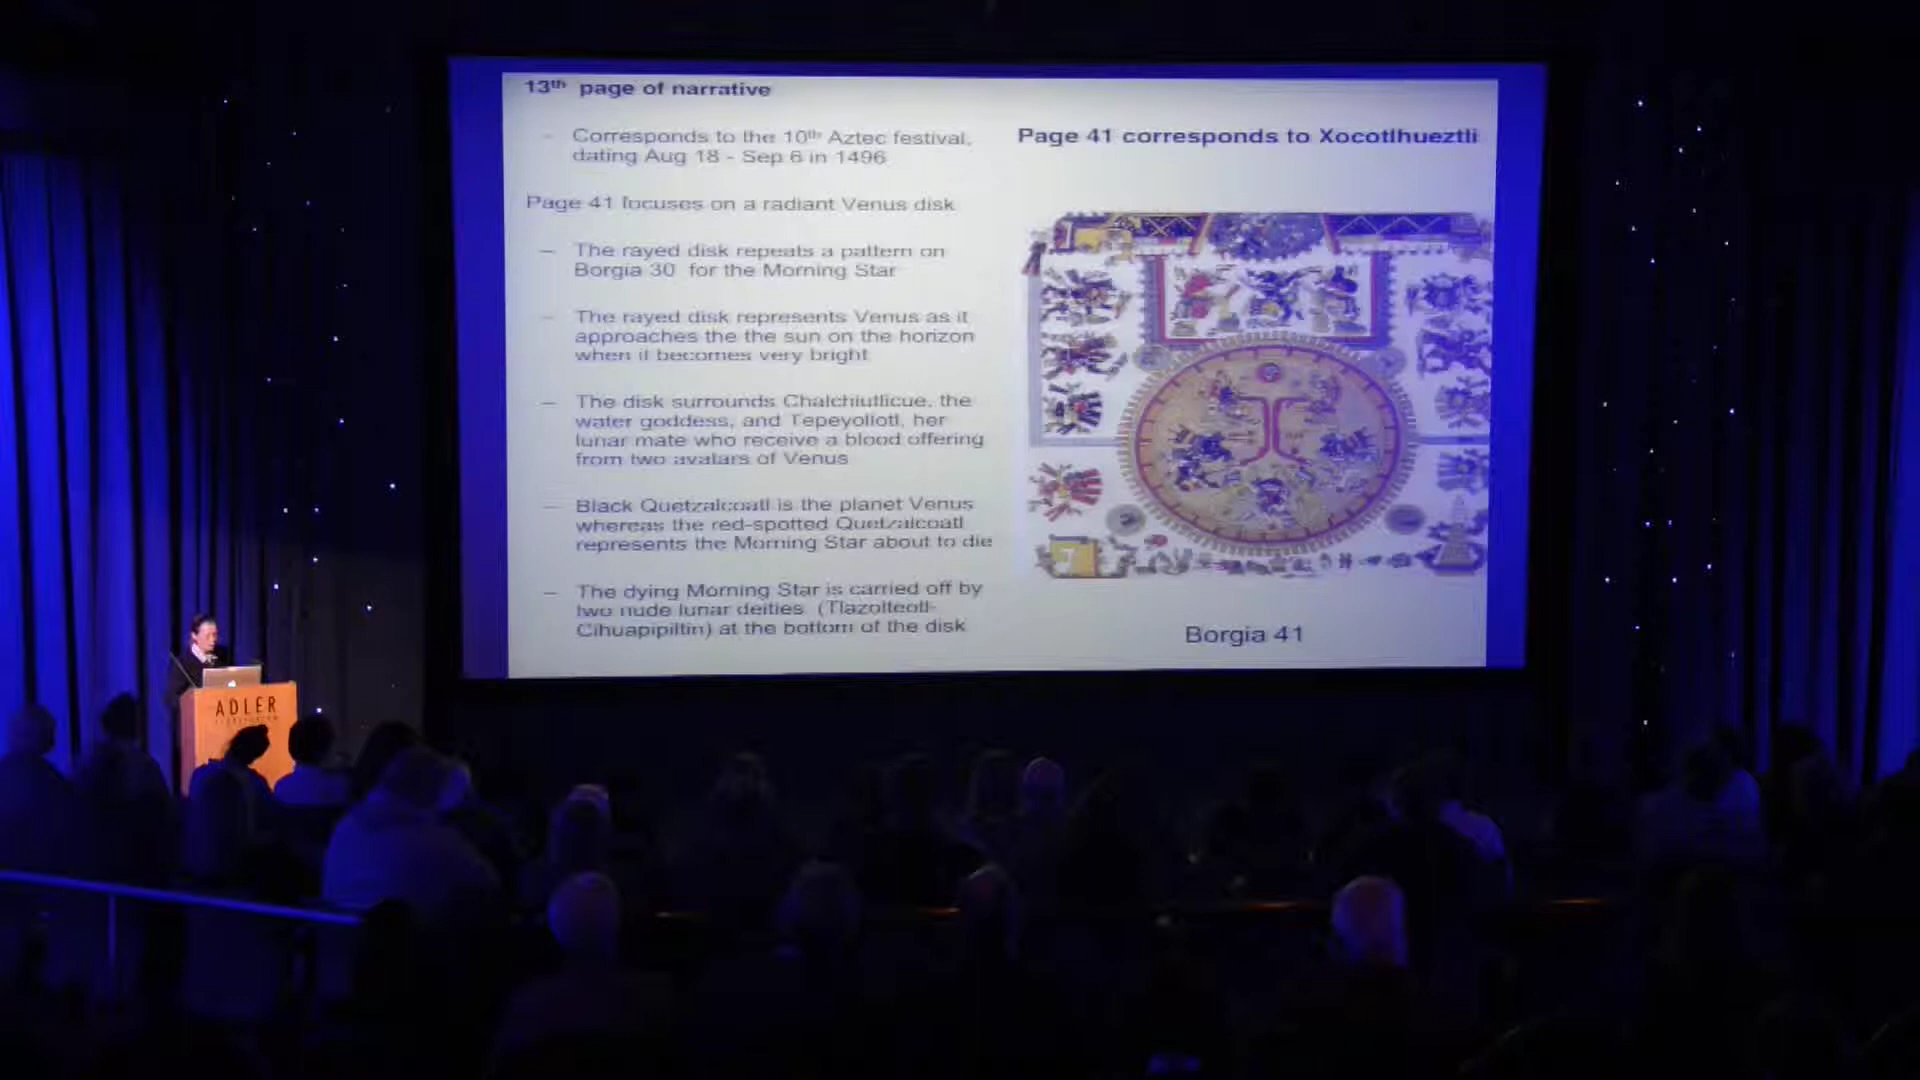 13th page of narrative
– Corresponds to the 10th Aztec festival,
dating Aug 18 - Sep 6 in 1496
Page 41 focuses on a radiant Venus disk
– The rayed disk repeats a pattern on
Borgia 30 for the Morning Star
– The rayed disk represents Venus as it
approaches the the sun on the horizon
when it becomes very bright
– The disk surrounds Chalchiutlicue, the
water goddess, and Tepeyollotl, her
lunar mate who receive a blood offering
from two avatars of Venus
– Black Quetzalcoatl is the planet Venus
whereas the red-spotted Quetzalcoatl
represents the Morning Star about to die
– The dying Morning Star is carried off by
two nude lunar deities (Tlazolteotl-
Cihuapipiltin) at the bottom of the disk
Page 41 corresponds to Xocotlhueztli
Borgia 41
ADLER